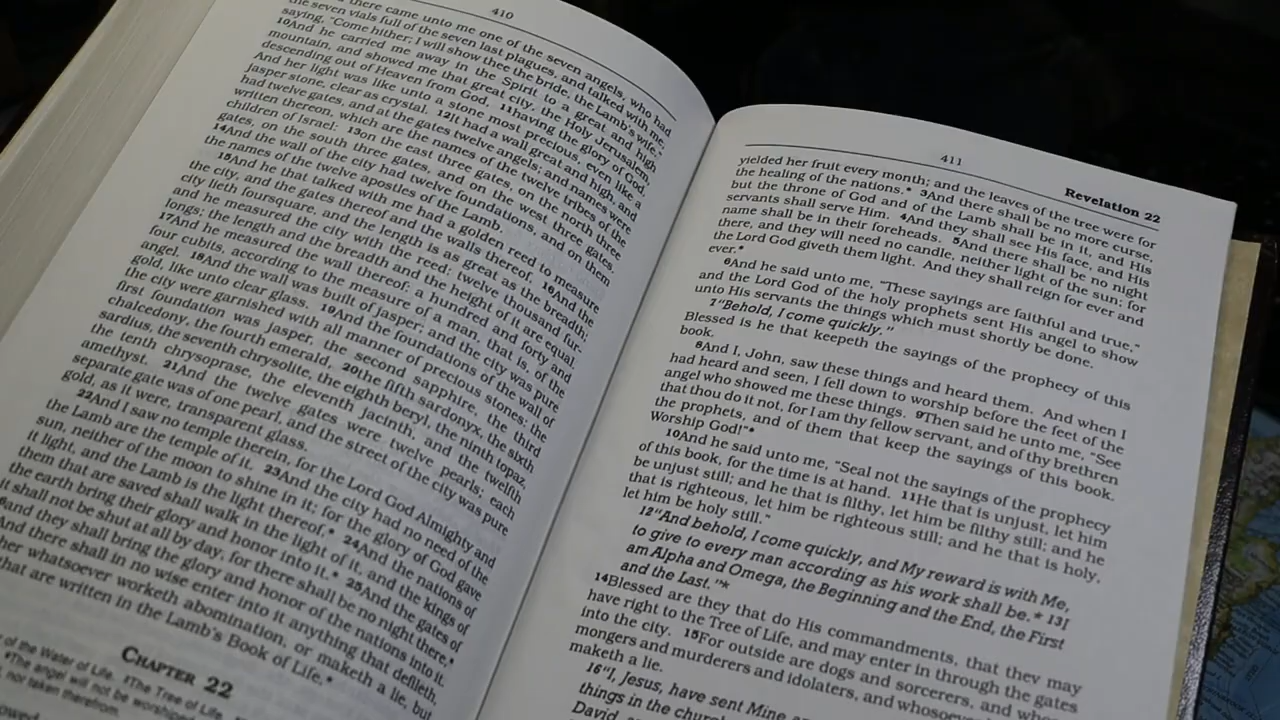 410
there came unto me one of the seven angels, who had
the seven vials full of the seven last plagues, and talked with me,
saying, "Come hither; I will show thee the bride, the Lamb's wife."
10And he carried me away in the Spirit to a great and high
mountain, and showed me that great city, the Holy Jerusalem,
descending out of Heaven from God, 11having the glory of God.
And her light was like unto a stone most precious, even like a
jasper stone, clear as crystal. 12It had a wall great and high, and
had twelve gates, and at the gates twelve angels; and names were
written thereon, which are the names of the twelve tribes of the
children of Israel: 13on the east three gates, on the north three
gates, on the south three gates, and on the west three gates.
14And the wall of the city had twelve foundations, and on them
the names of the twelve apostles of the Lamb.
15And he that talked with me had a golden reed to measure
the city, and the gates thereof and the walls thereof. 16And the
city lieth foursquare, and the length is as great as the breadth;
and he measured the city with the reed: twelve thousand fur-
longs; the length and the breadth and the height of it are equal.
17And he measured the wall thereof: a hundred and forty and
four cubits, according to the measure of a man, that is, of the
angel. 18And the wall was built of jasper; and the city was pure
gold, like unto clear glass. 19And the foundations of the wall of
the city were garnished with all manner of precious stones: the
first foundation was jasper, the second sapphire, the third
chalcedony, the fourth emerald, 20the fifth sardonyx, the sixth
sardius, the seventh chrysolite, the eighth beryl, the ninth topaz,
the tenth chrysoprase, the eleventh Jacinth, and the twelfth
amethyst. 21And the twelve gates were twelve pearls; each
separate gate was of one pearl, and the street of the city was pure
gold, as it were, transparent glass.
22And I saw no temple therein, for the Lord God Almighty and
the Lamb are the temple of it. 23And the city had no need of the
sun, neither of the moon to shine in it; for the glory of God gave
it light, and the Lamb is the light thereof.* 24And the nations of
them that are saved shall walk in the light of it, and the kings of
the earth bring their glory and honor into it.* 25And the gates of
it shall not be shut at all by day, for there shall be no night there.*
And they shall bring the glory and honor of the nations into it.
And there shall in no wise enter into it anything that defileth,
her whatsoever worketh abomination, or maketh a lie, but
that are written in the Lamb's Book of Life.*
CHAPTER 22
of the Water of Life. 2The Tree of Life.
The angel will not be worshiped
nor taken therefrom.
owed
411
Revelation 22
yielded her fruit every month; and the leaves of the tree were for
the healing of the nations.* 3And there shall be no more curse,
but the throne of God and of the Lamb shall be in it, and His
servants shall serve Him. 4And they shall see His face, and His
name shall be in their foreheads. 5And there shall be no night
there, and they will need no candle, neither light of the sun; for
the Lord God giveth them light. And they shall reign for ever and
ever.*
6And he said unto me, "These sayings are faithful and true,"
and the Lord God of the holy prophets sent His angel to show
unto His servants the things which must shortly be done.
7"Behold, I come quickly."
Blessed is he that keepeth the sayings of the prophecy of this
book.
8And I, John, saw these things and heard them. And when I
had heard and seen, I fell down to worship before the feet of the
angel who showed me these things. 9Then said he unto me, "See
that thou do it not, for I am thy fellow servant, and of thy brethren
the prophets, and of them that keep the sayings of this book.
Worship God!"*
10And he said unto me, "Seal not the sayings of the prophecy
of this book, for the time is at hand. 11He that is unjust, let him
be unjust still; and he that is filthy, let him be filthy still; and he
that is righteous, let him be righteous still; and he that is holy,
let him be holy still."
12"And behold, I come quickly, and My reward is with Me,
to give to every man according as his work shall be.* 13I
am Alpha and Omega, the Beginning and the End, the First
and the Last."*
14Blessed are they that do His commandments, that they may
have right to the Tree of Life, and may enter in through the gates
into the city. 15For outside are dogs and sorcerers, and whore-
mongers and murderers and idolaters, and whosoever
maketh a lie.
16"I, Jesus, have sent Mine
things in the
David,